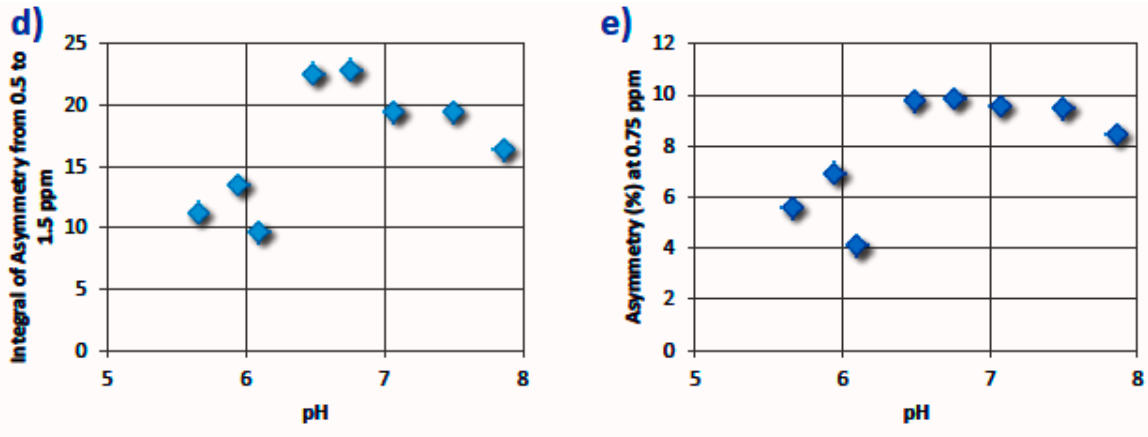 d)
Integral of Asymmetry from 0.5 to
1.5 ppm
25
20
15
10
5
0
5 6 7 8
pH
e)
Asymmetry (%) at 0.75 ppm
12
10
8
6
4
2
0
5 6 7 8
pH